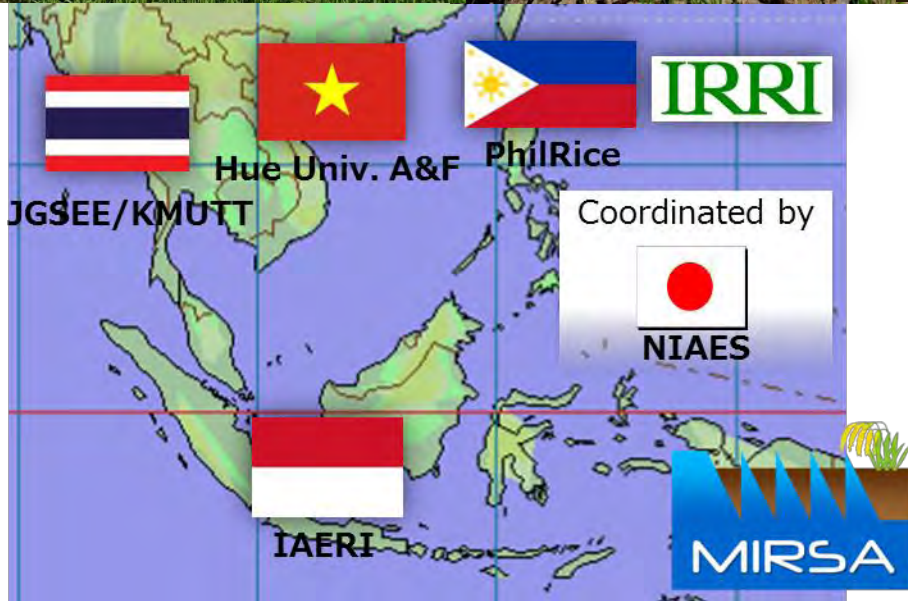 IRRI
Hue Univ. A&F
PhilRice
JGSEE/KMUTT
Coordinated by
NIAES
IAERI
MIRSA